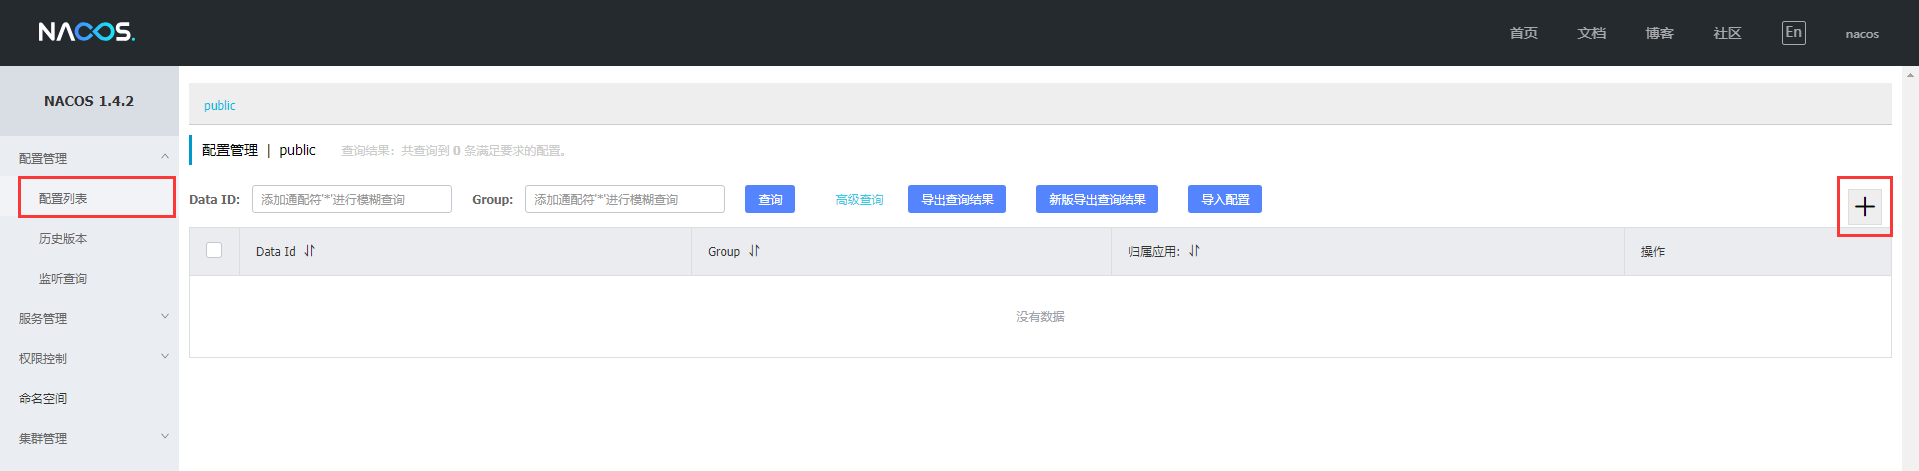 NACOS.
首页 文档 博客 社区 En nacos
NACOS 1.4.2
配置管理
配置列表
历史版本
监听查询
服务管理
权限控制
命名空间
集群管理
public
配置管理 | public 查询结果：共查询到 0 条满足要求的配置。
Data ID: 添加通配符'*'进行模糊查询 Group: 添加通配符'*'进行模糊查询 查询 高级查询 导出查询结果 新版导出查询结果 导入配置
Data Id Group 归属应用: 操作
没有数据